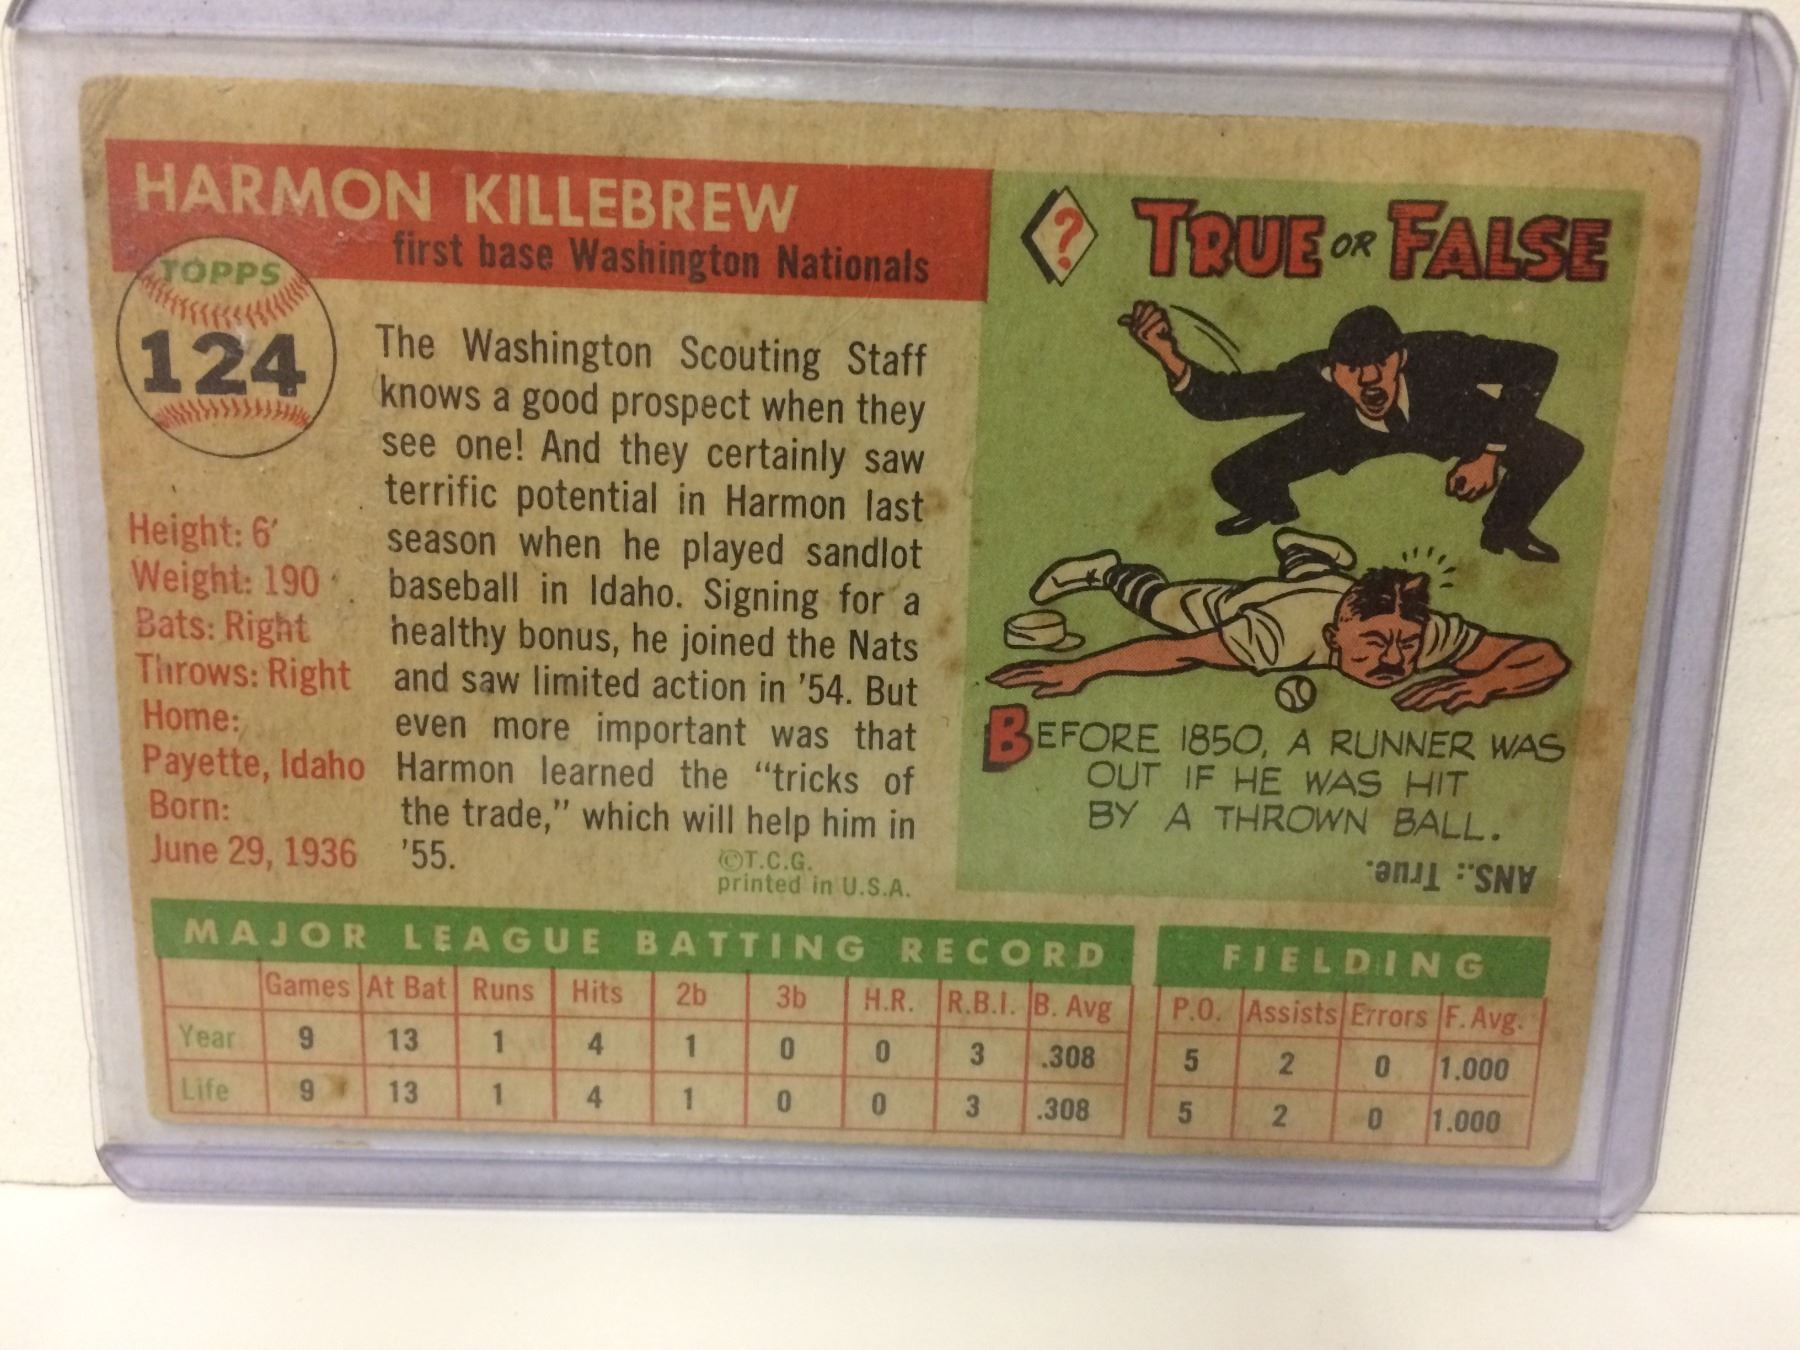 HARMON KILLEBREW
first base Washington Nationals
TOPPS
124
Height: 6'
Weight: 190
Bats: Right
Throws: Right
Home:
Payette, Idaho
Born:
June 29, 1936
The Washington Scouting Staff
knows a good prospect when they
see one! And they certainly saw
terrific potential in Harmon last
season when he played sandlot
baseball in Idaho. Signing for a
healthy bonus, he joined the Nats
and saw limited action in '54. But
even more important was that
Harmon learned the "tricks of
the trade," which will help him in
'55.
©T.C.G.
printed in U.S.A.
? TRUE OR FALSE
BEFORE 1850, A RUNNER WAS
OUT IF HE WAS HIT
BY A THROWN BALL.
ANS.: True.
MAJOR LEAGUE BATTING RECORD
Games At Bat Runs Hits 2b 3b H.R. R.B.I. B. Avg
Year 9 13 1 4 1 0 0 3 .308
Life 9 13 1 4 1 0 0 3 .308
FIELDING
P.O. Assists Errors F. Avg.
5 2 0 1.000
5 2 0 1.000